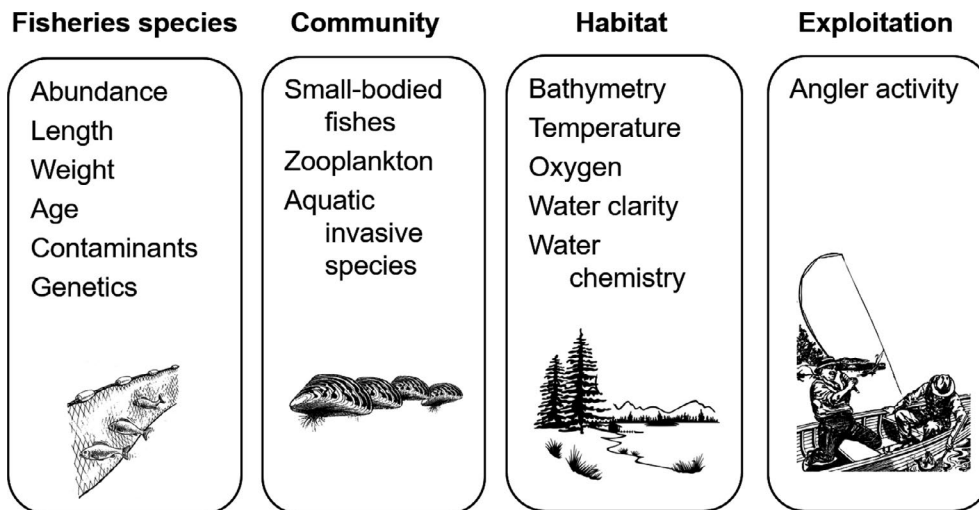 Fisheries species
Abundance
Length
Weight
Age
Contaminants
Genetics
Community
Small-bodied
fishes
Zooplankton
Aquatic
invasive
species
Habitat
Bathymetry
Temperature
Oxygen
Water clarity
Water
chemistry
Exploitation
Angler activity